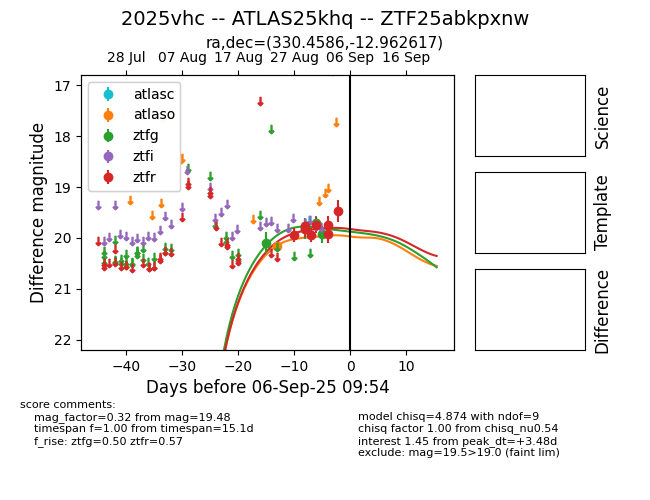 2025vhc -- ATLAS25khq -- ZTF25abkpxnw
ra,dec=(330.4586,-12.962617)
28 Jul 07 Aug 17 Aug 27 Aug 06 Sep 16 Sep
17
18
19
20
21
22
Difference magnitude
atlasc
atlaso
ztfg
ztfi
ztfr
−40 −30 −20 −10 0 10
Days before 06-Sep-25 09:54
Science
Template
Difference
score comments:
mag_factor=0.32 from mag=19.48
timespan f=1.00 from timespan=15.1d
f_rise: ztfg=0.50 ztfr=0.57
model chisq=4.874 with ndof=9
chisq factor 1.00 from chisq_nu0.54
interest 1.45 from peak_dt=+3.48d
exclude: mag=19.5>19.0 (faint lim)